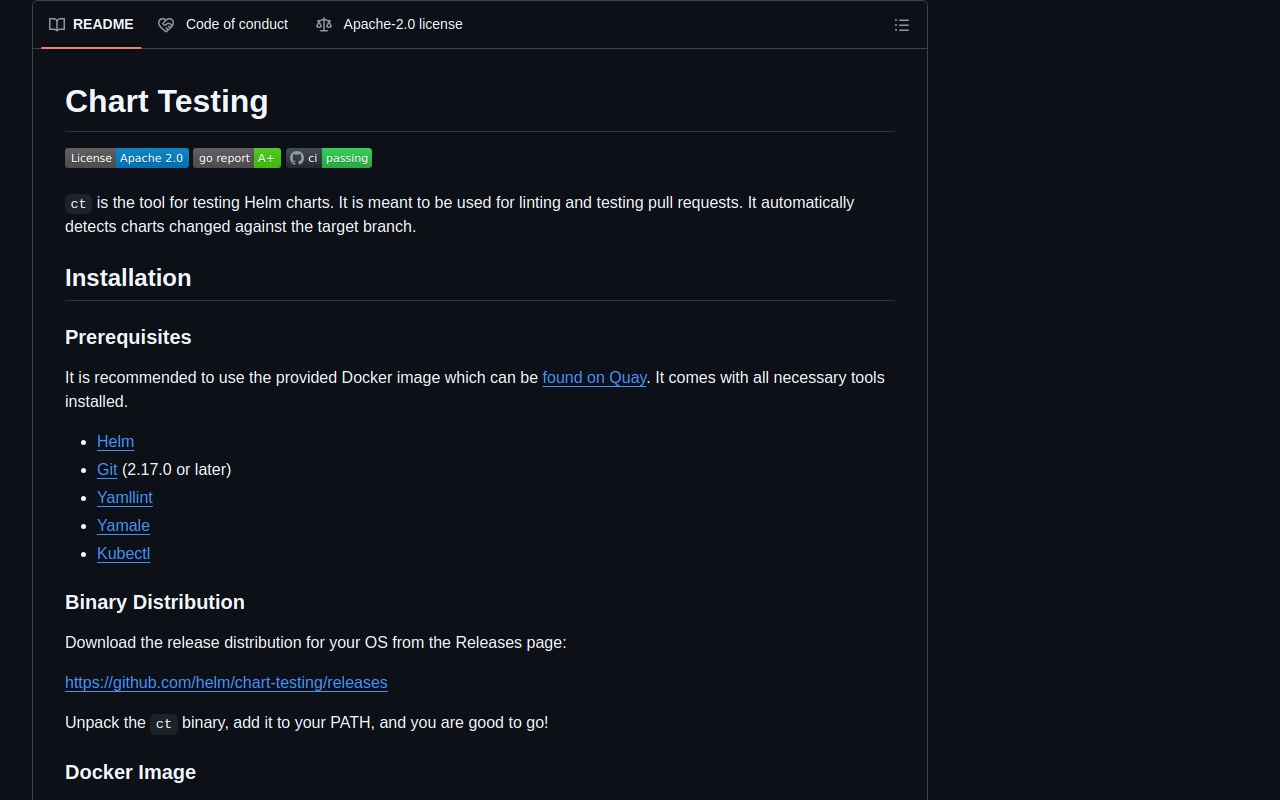 README Code of conduct Apache-2.0 license
Chart Testing
License Apache 2.0 go report A+ ci passing
ct is the tool for testing Helm charts. It is meant to be used for linting and testing pull requests. It automatically
detects charts changed against the target branch.
Installation
Prerequisites
It is recommended to use the provided Docker image which can be found on Quay. It comes with all necessary tools
installed.
Helm
Git (2.17.0 or later)
Yamllint
Yamale
Kubectl
Binary Distribution
Download the release distribution for your OS from the Releases page:
https://github.com/helm/chart-testing/releases
Unpack the ct binary, add it to your PATH, and you are good to go!
Docker Image